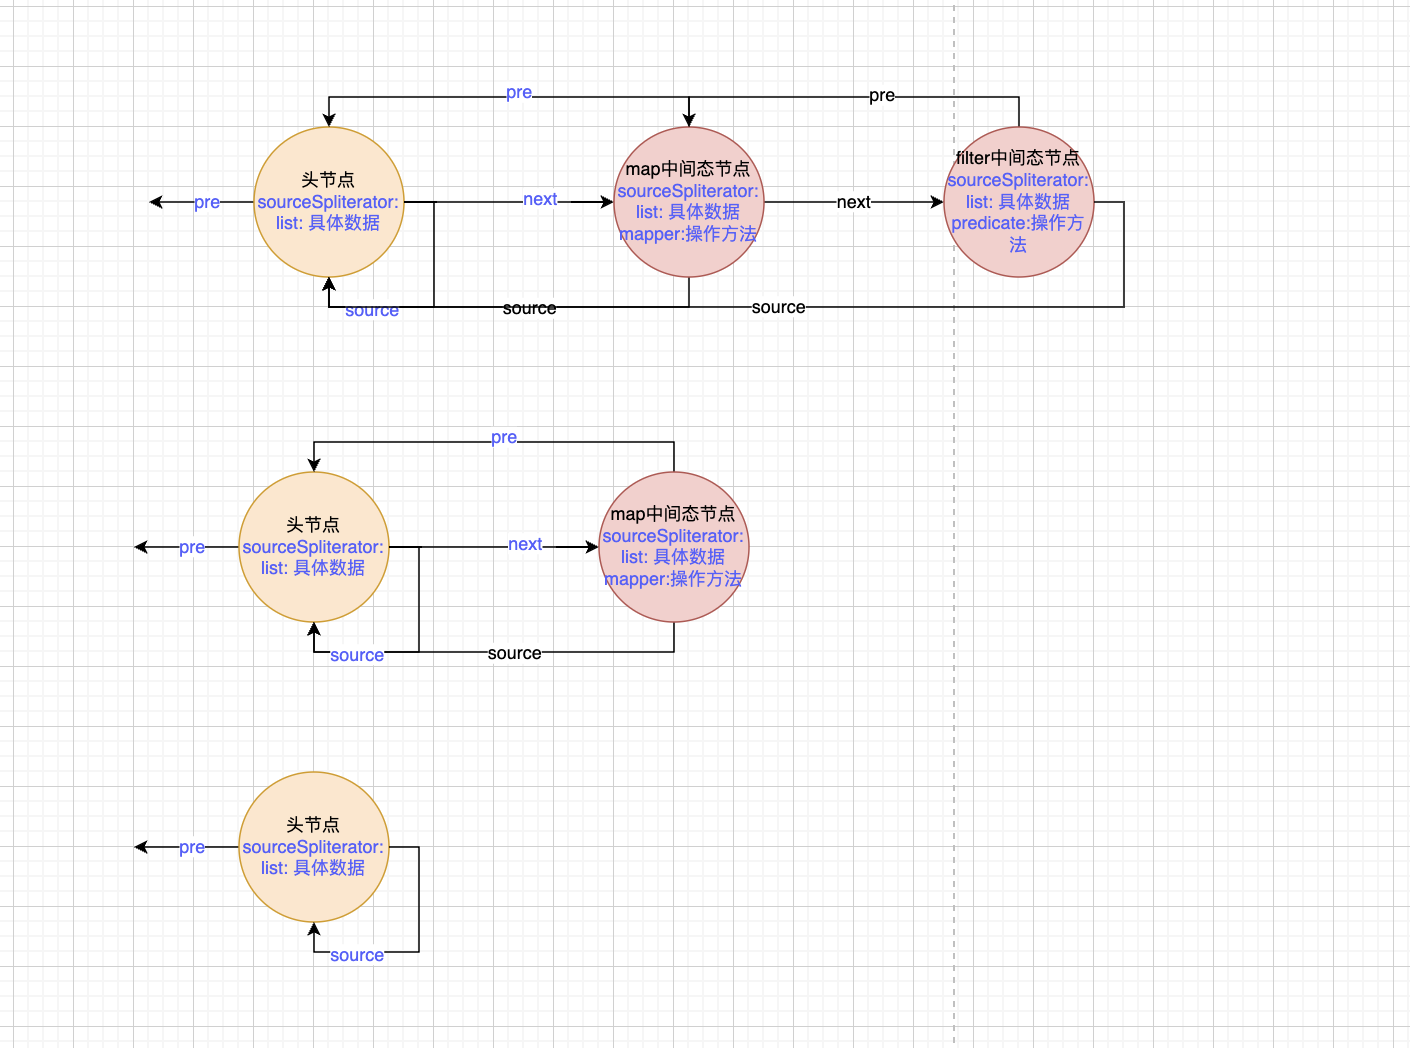 pre
pre
头节点
sourceSpliterator:
list: 具体数据
pre
next
map中间态节点
sourceSpliterator:
list: 具体数据
mapper:操作方法
next
filter中间态节点
sourceSpliterator:
list: 具体数据
predicate:操作方
法
source
source
source
pre
头节点
sourceSpliterator:
list: 具体数据
pre
next
map中间态节点
sourceSpliterator:
list: 具体数据
mapper:操作方法
source
source
头节点
sourceSpliterator:
list: 具体数据
pre
source